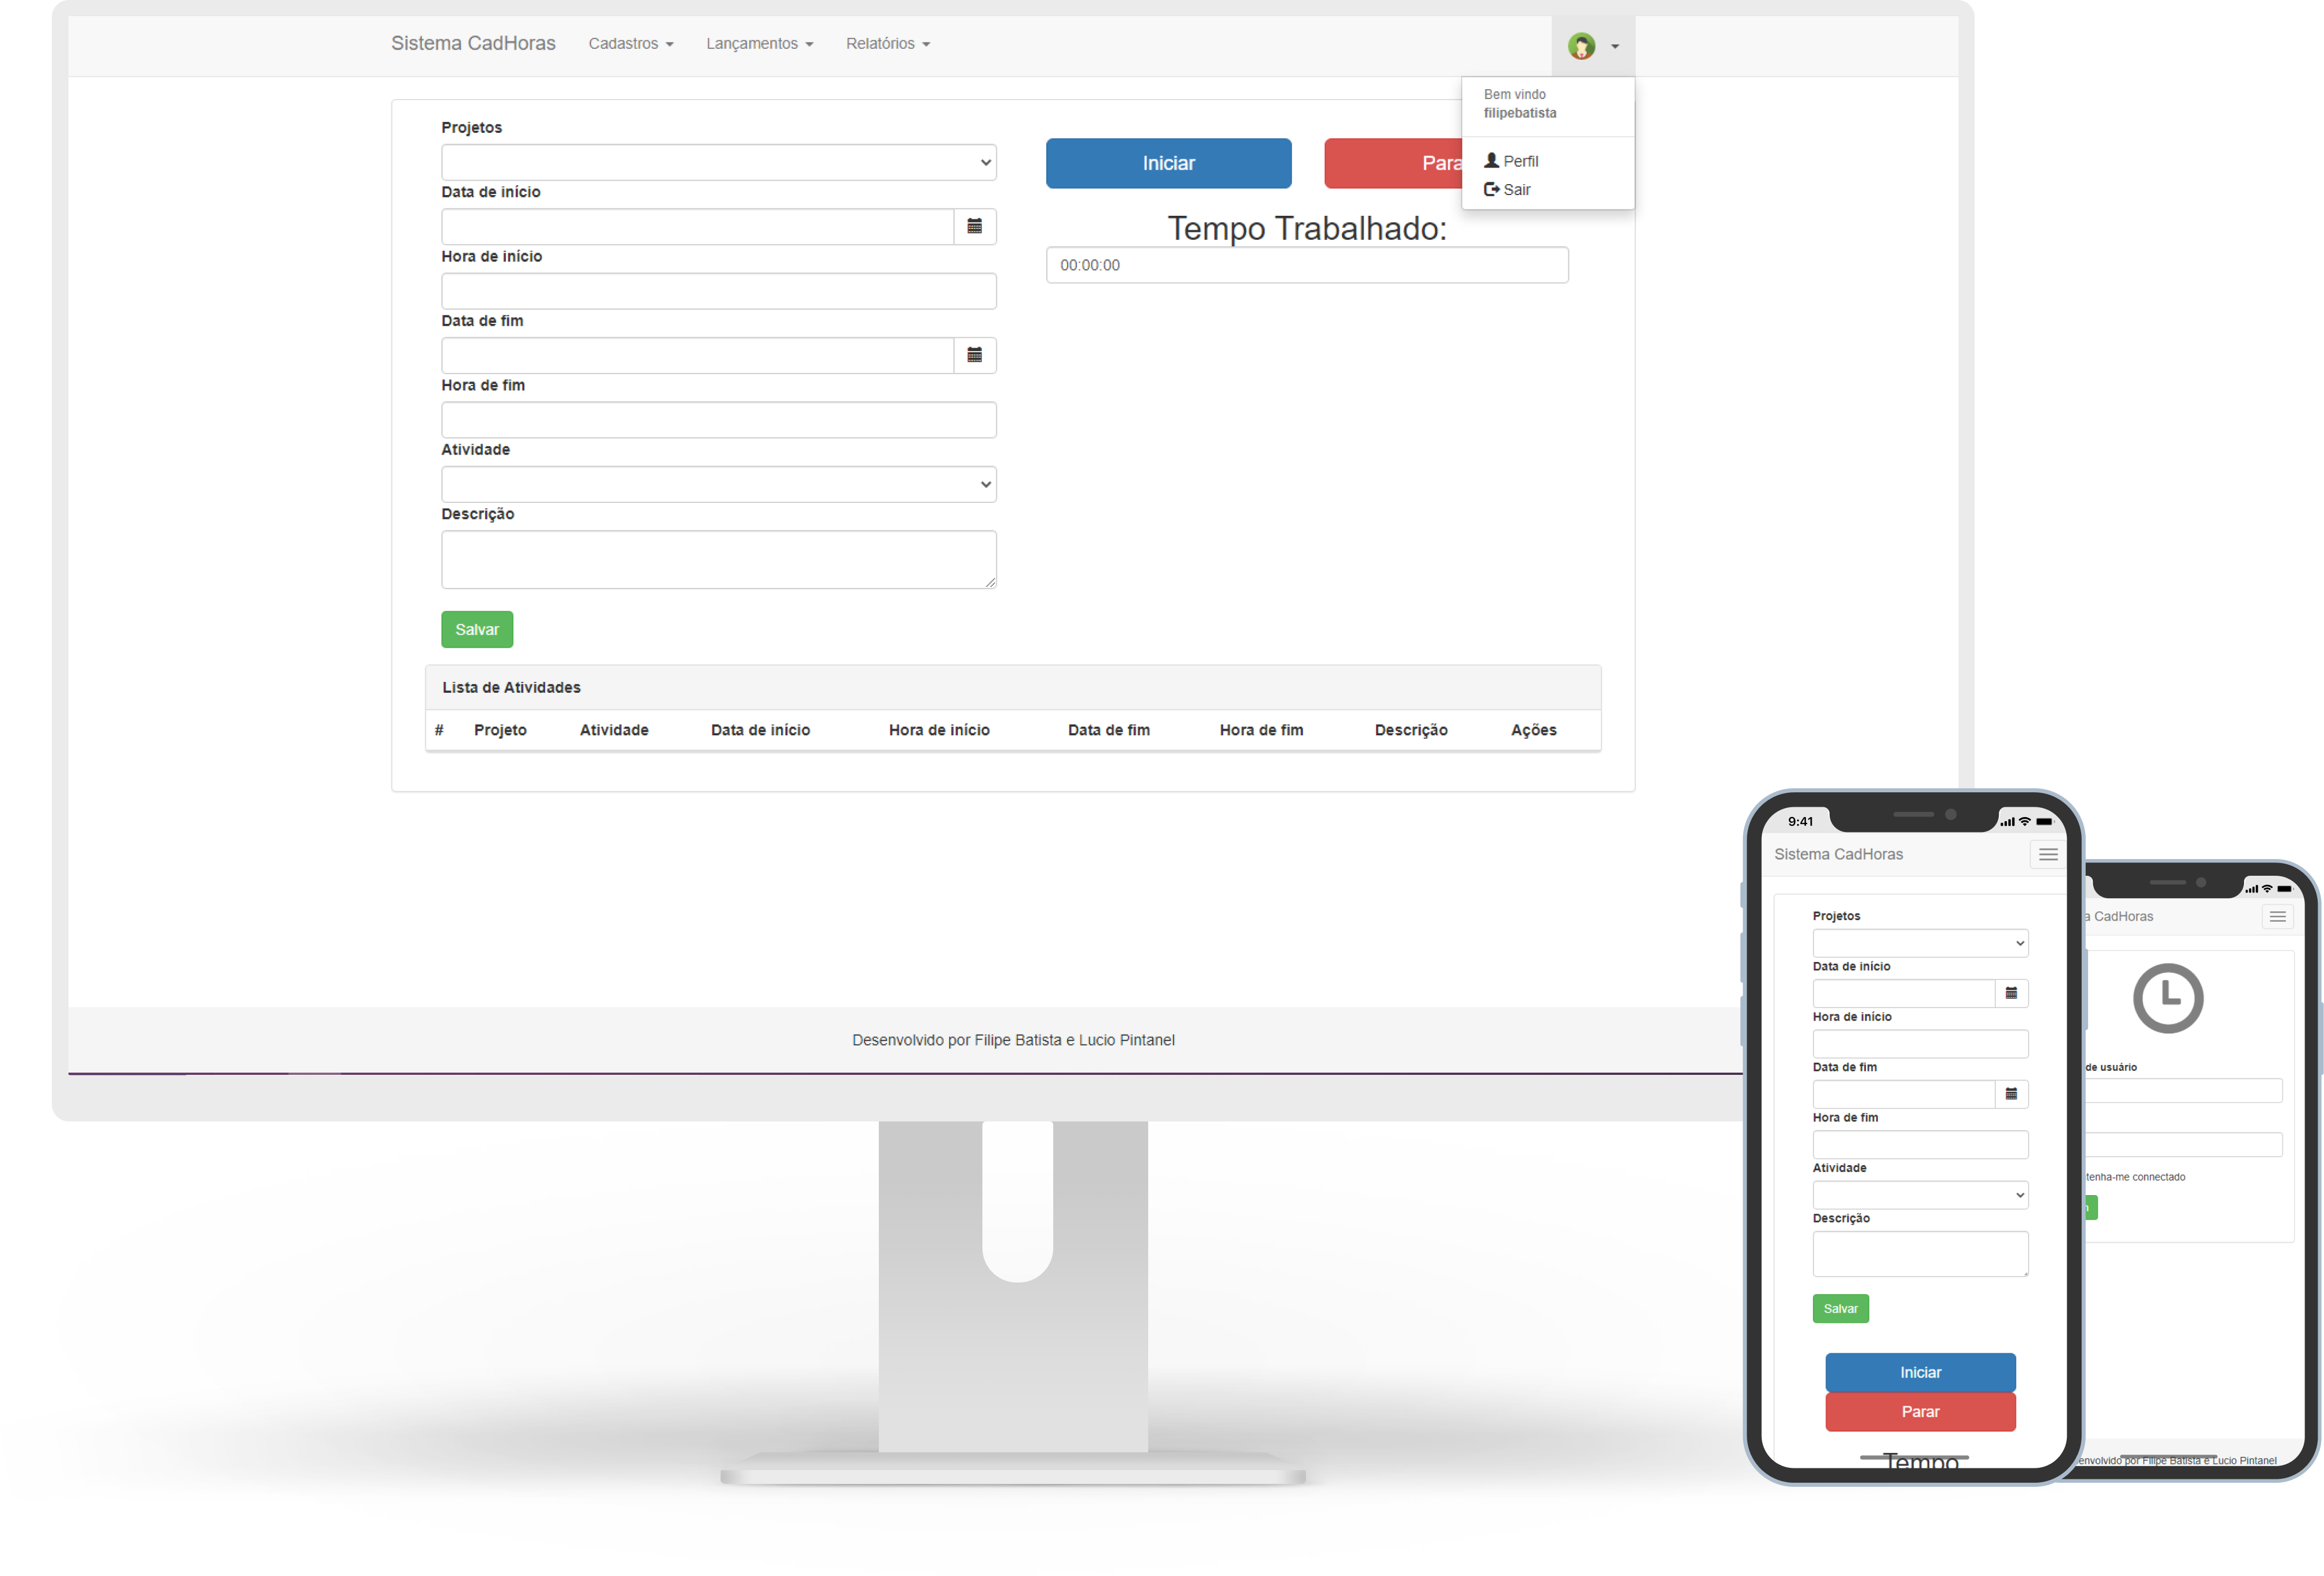 Sistema CadHoras Cadastros Lançamentos Relatórios
Bem vindo
filipebatista
Perfil
Sair
Projetos
Iniciar
Data de início
Tempo Trabalhado:
00:00:00
Hora de início
Data de fim
Hora de fim
Atividade
Descrição
Salvar
Lista de Atividades
# Projeto Atividade Data de início Hora de início Data de fim Hora de fim Descrição Ações
Desenvolvido por Filipe Batista e Lucio Pintanel
9:41
Sistema CadHoras
Projetos
Data de início
Hora de início
Data de fim
Hora de fim
Atividade
Descrição
Salvar
Iniciar
Parar
Tempo
CadHoras
de usuário
tenha-me connectado
por Filipe Batista e Lucio Pintanel